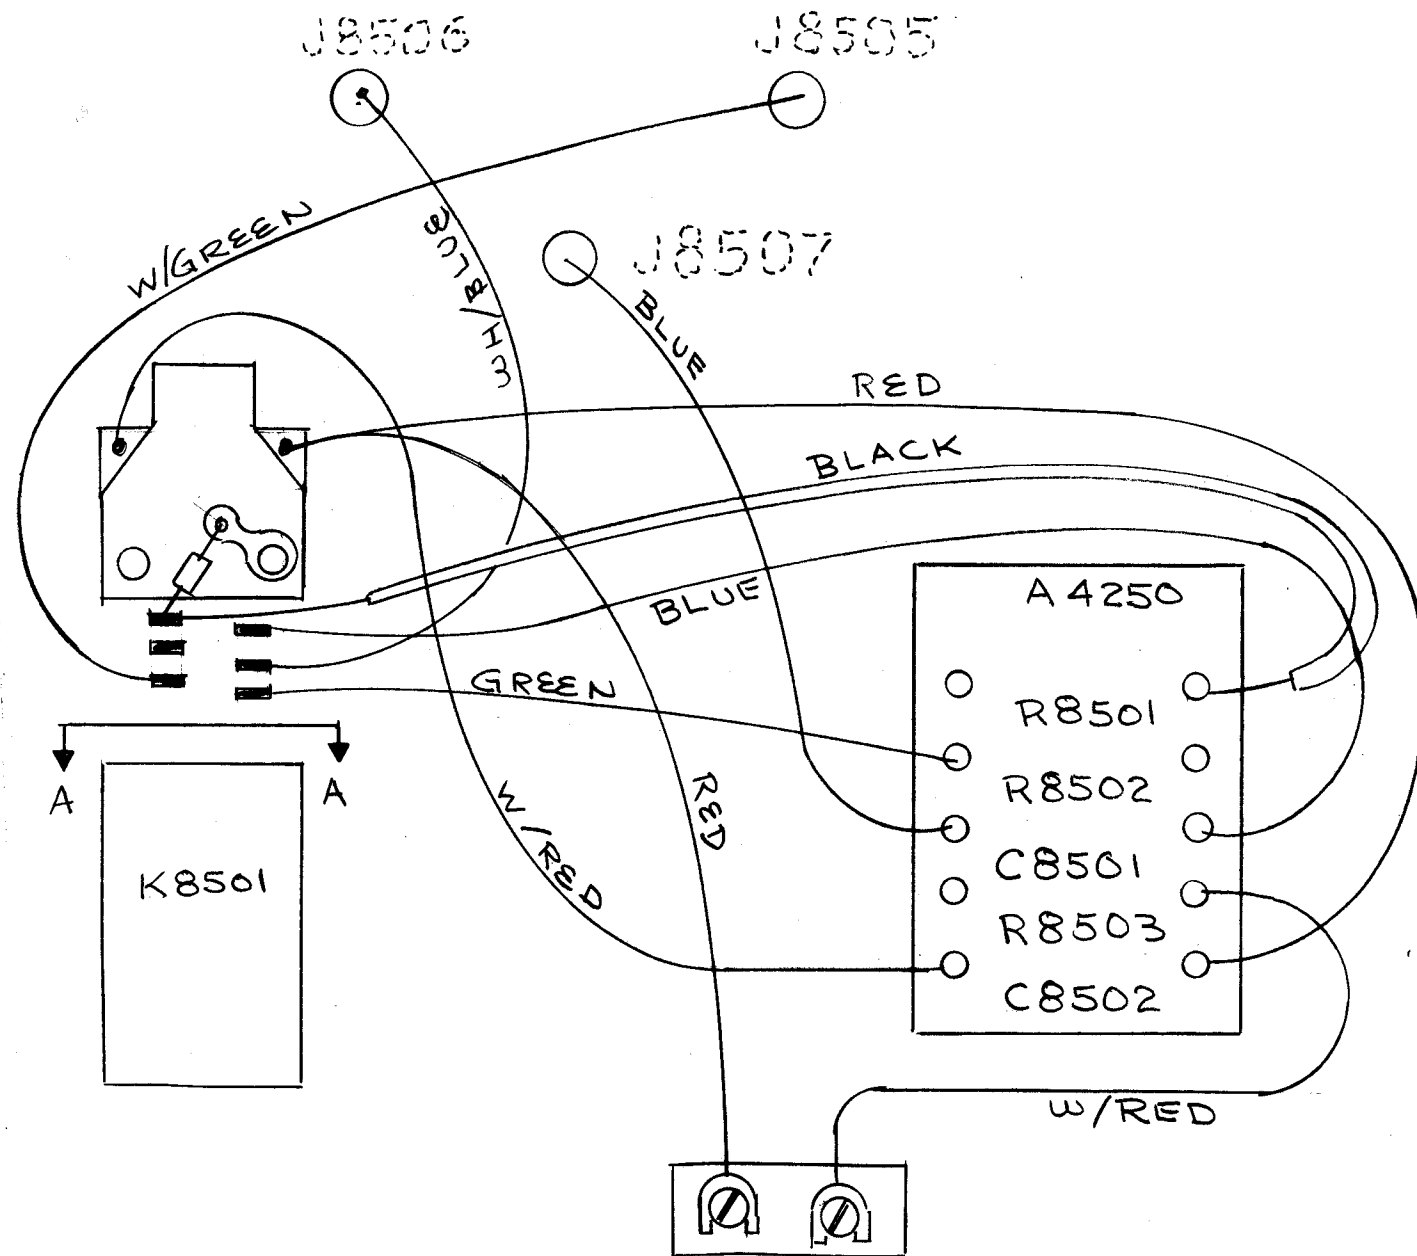 J8506
J8505
W/GREEN
WH/BLUE
J8507
BLUE
RED
BLACK
BLUE
A4250
GREEN
R8501
R8502
C8501
R8503
C8502
A
A
K8501
W/RED
RED
W/RED